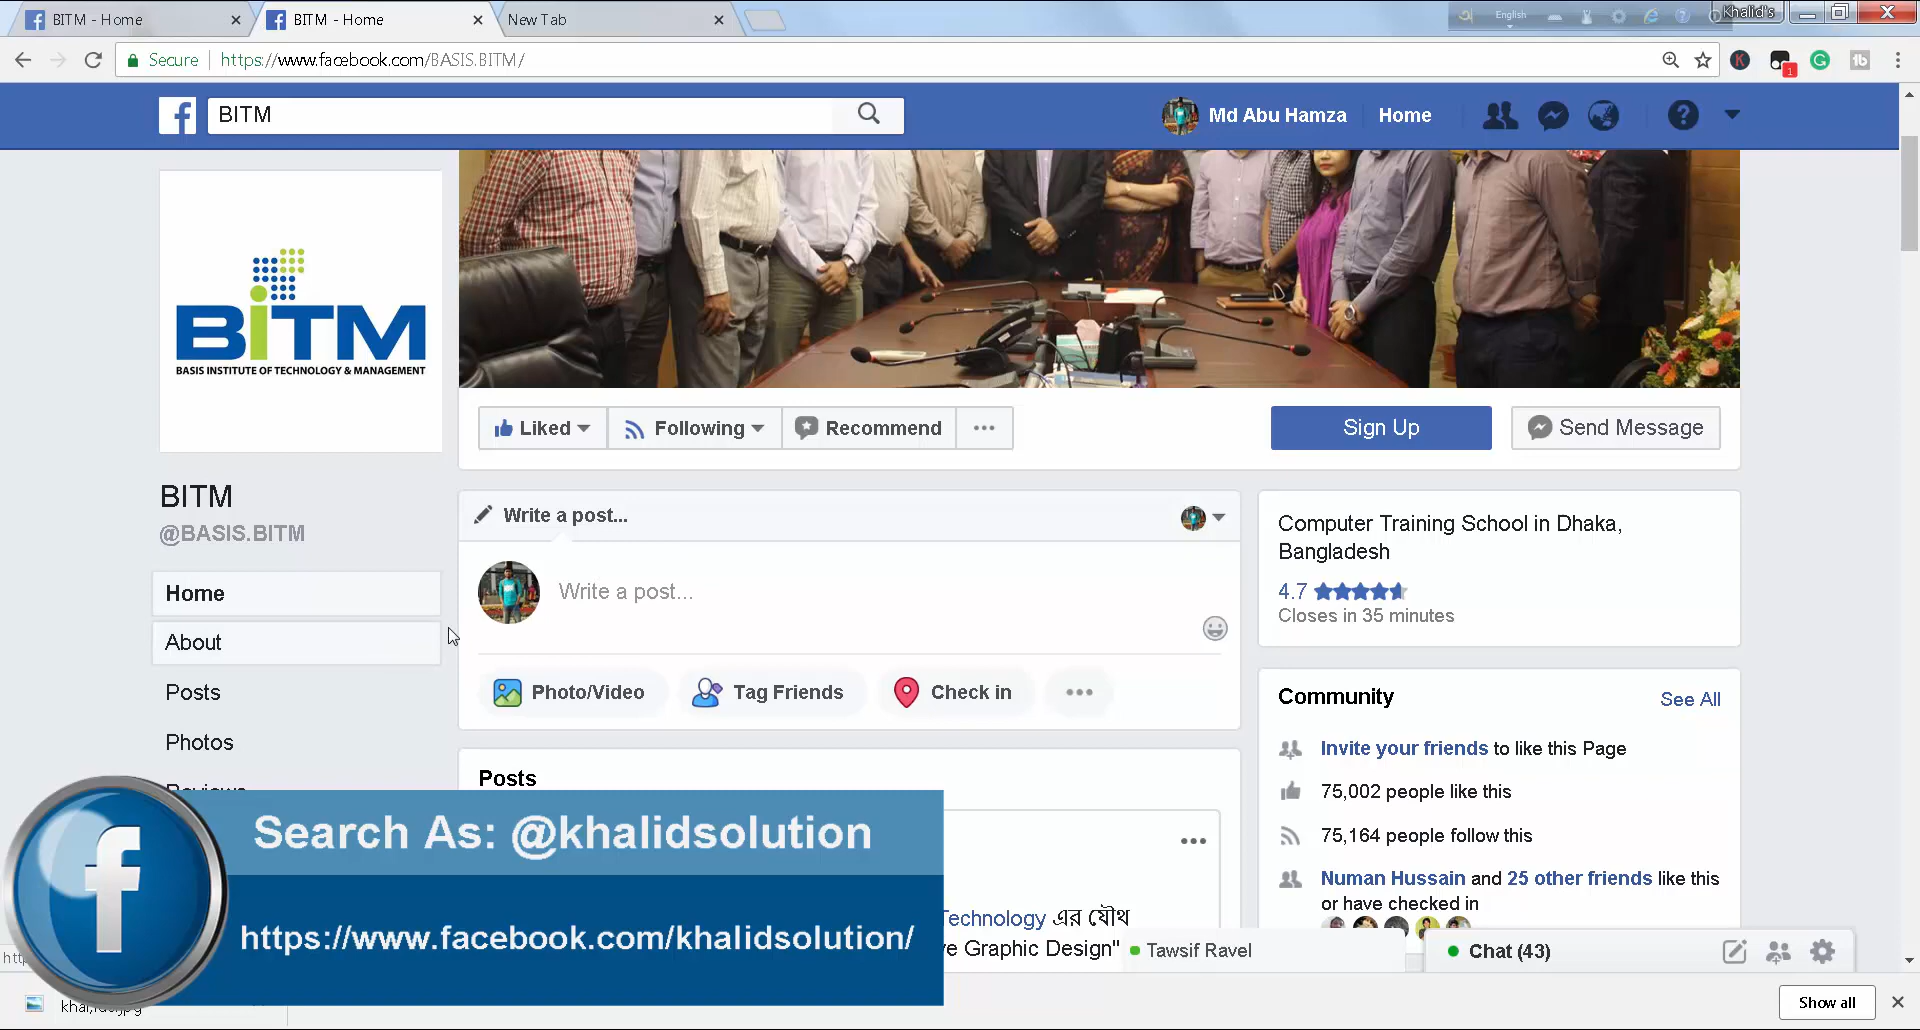 BITM - Home
BITM - Home
New Tab
English
Khalid's
Secure
https://www.facebook.com/BASIS.BITM/
K
1
f
BITM
Md Abu Hamza
Home
?
BiTM
BASIS INSTITUTE OF TECHNOLOGY & MANAGEMENT
Liked
Following
Recommend
Sign Up
Send Message
BITM
@BASIS.BITM
Home
About
Posts
Photos
Reviews
Write a post...
Write a post...
Photo/Video
Tag Friends
Check in
Posts
Technology এর যৌথ
ve Graphic Design"
Computer Training School in Dhaka,
Bangladesh
4.7
Closes in 35 minutes
Community
See All
Invite your friends to like this Page
75,002 people like this
75,164 people follow this
Numan Hussain and 25 other friends like this
or have checked in
Tawsif Ravel
Chat (43)
f
Search As: @khalidsolution
https://www.facebook.com/khalidsolution/
Show all